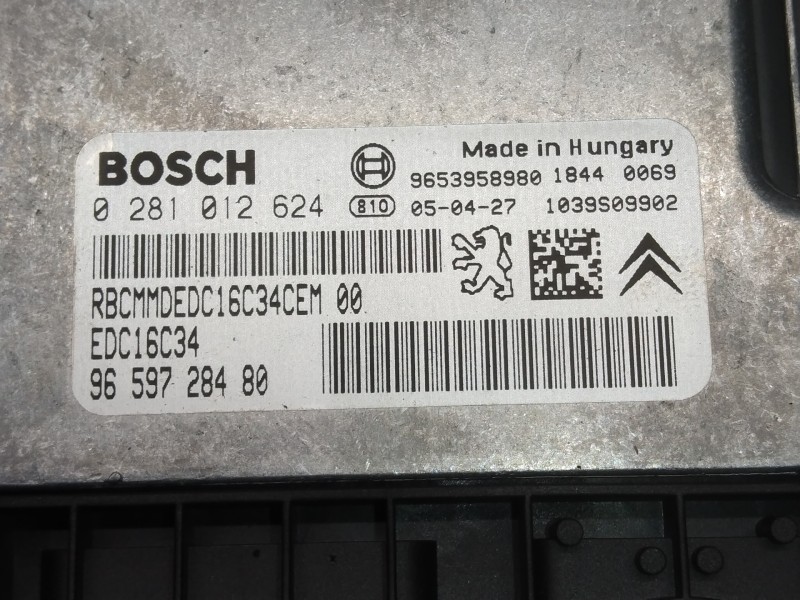 BOSCH
Made in Hungary
9653958980 1844 0069
0 281 012 624 810 05-04-27 1039S09902
RBCMMDEDC16C34CEM 00
EDC16C34
96 597 284 80